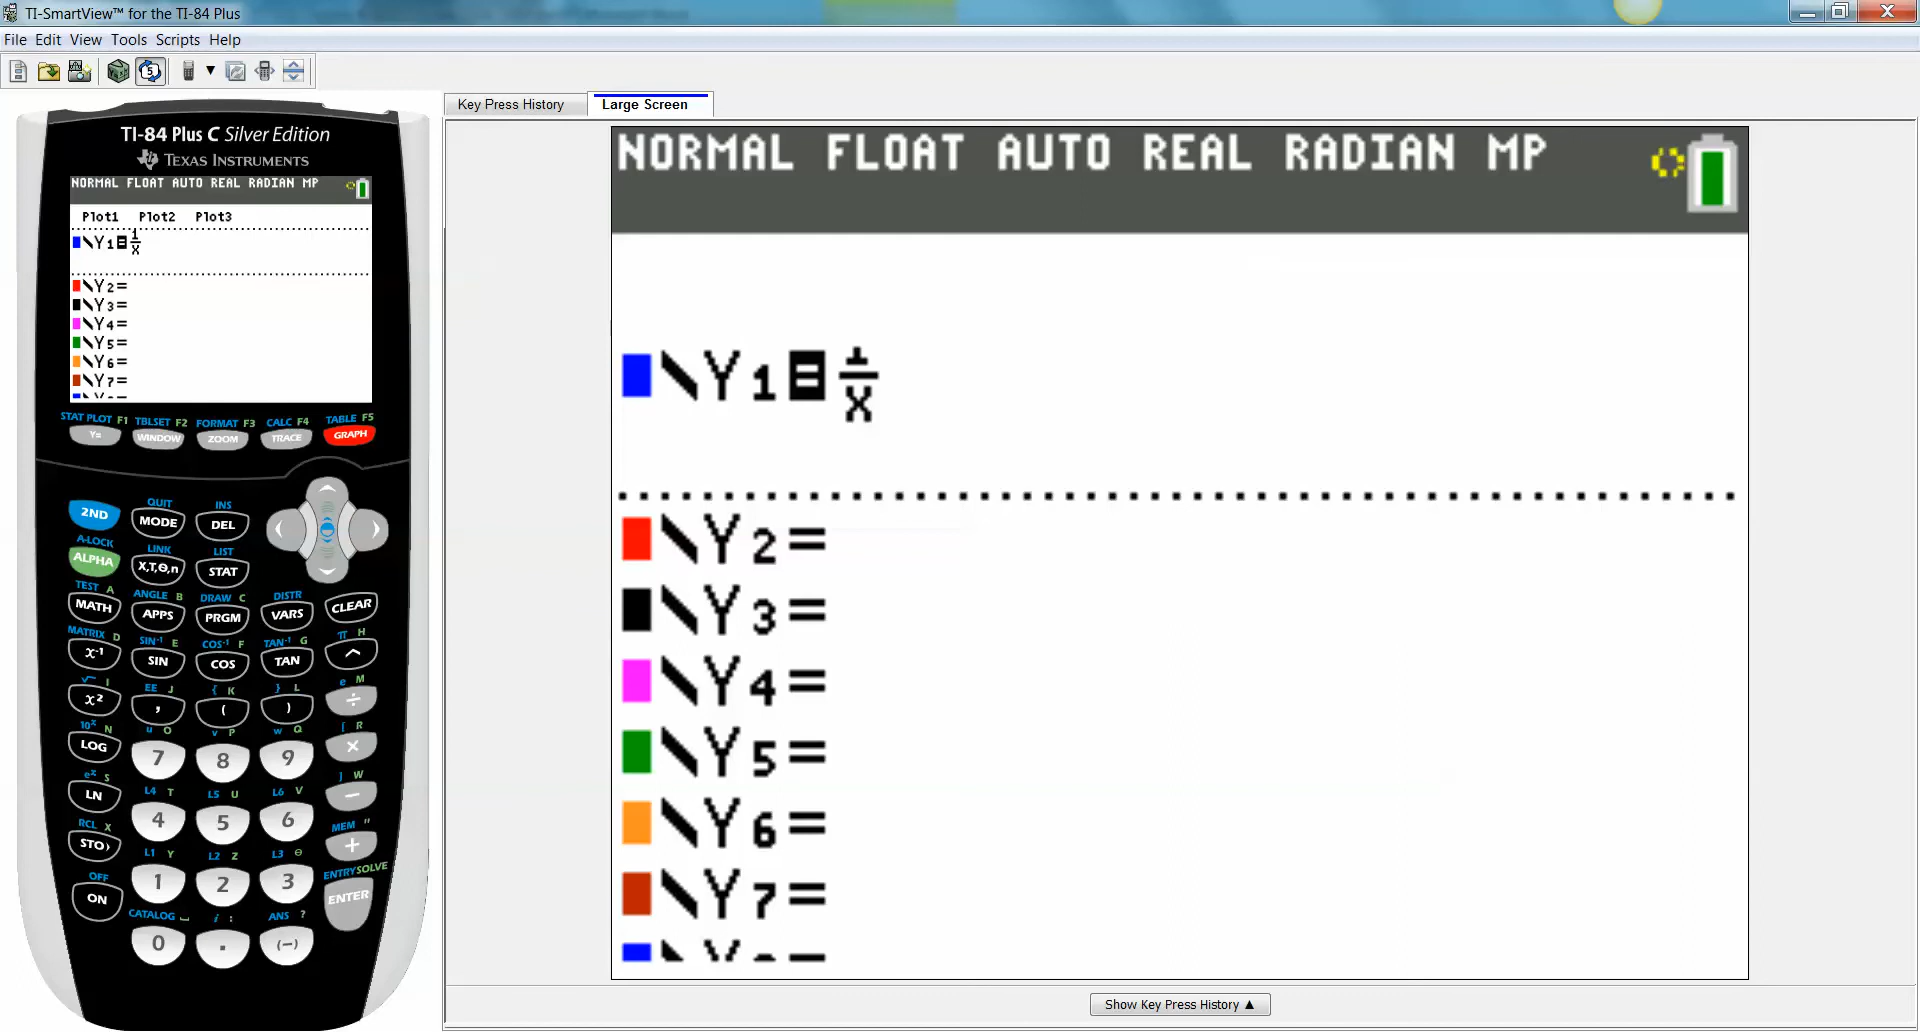 TI-SmartView™ for the TI-84 Plus
File Edit View Tools Scripts Help
5
Key Press History
Large Screen
TI-84 Plus C Silver Edition
TEXAS INSTRUMENTS
NORMAL FLOAT AUTO REAL RADIAN MP
Plot1 Plot2 Plot3
\Y1=1/X
\Y2=
\Y3=
\Y4=
\Y5=
\Y6=
\Y7=
STAT PLOT F1 TBLSET F2 FORMAT F3 CALC F4 TABLE F5
Y= WINDOW ZOOM TRACE GRAPH
QUIT INS
2ND MODE DEL
A-LOCK LINK LIST
ALPHA X,T,Θ,n STAT
TEST A ANGLE B DRAW C DISTR
MATH APPS PRGM VARS CLEAR
MATRIX D SIN⁻¹ E COS⁻¹ F TAN⁻¹ G π H
x⁻¹ SIN COS TAN ^
√ I EE J { K } L e M
x² , ( ) ÷
10ˣ N u O v P w Q [ R
LOG 7 8 9 ×
eˣ S L4 T L5 U L6 V ] W
LN 4 5 6 −
RCL X L1 Y L2 Z L3 θ MEM "
STO› 1 2 3 +
OFF CATALOG i : ANS ? ENTRY SOLVE
ON 0 . (−) ENTER
NORMAL FLOAT AUTO REAL RADIAN MP
\Y1=1/X
\Y2=
\Y3=
\Y4=
\Y5=
\Y6=
\Y7=
Show Key Press History ▲